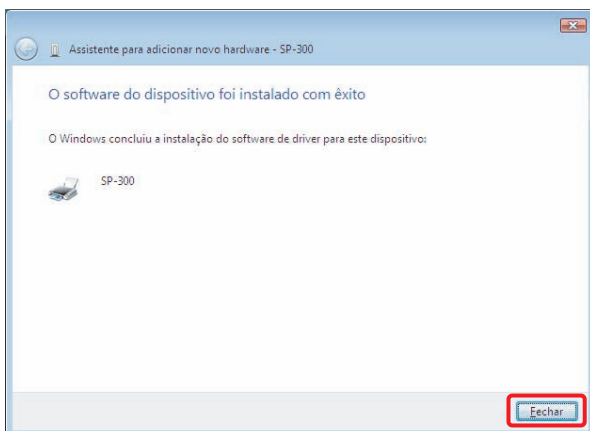 Assistente para adicionar novo hardware - SP-300
O software do dispositivo foi instalado com êxito
O Windows concluiu a instalação do software de driver para este dispositivo:
SP-300
Fechar